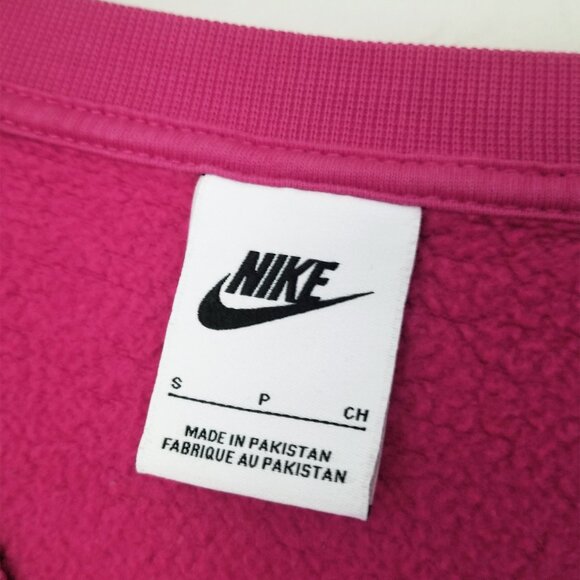 NIKE
S P CH
MADE IN PAKISTAN
FABRIQUE AU PAKISTAN